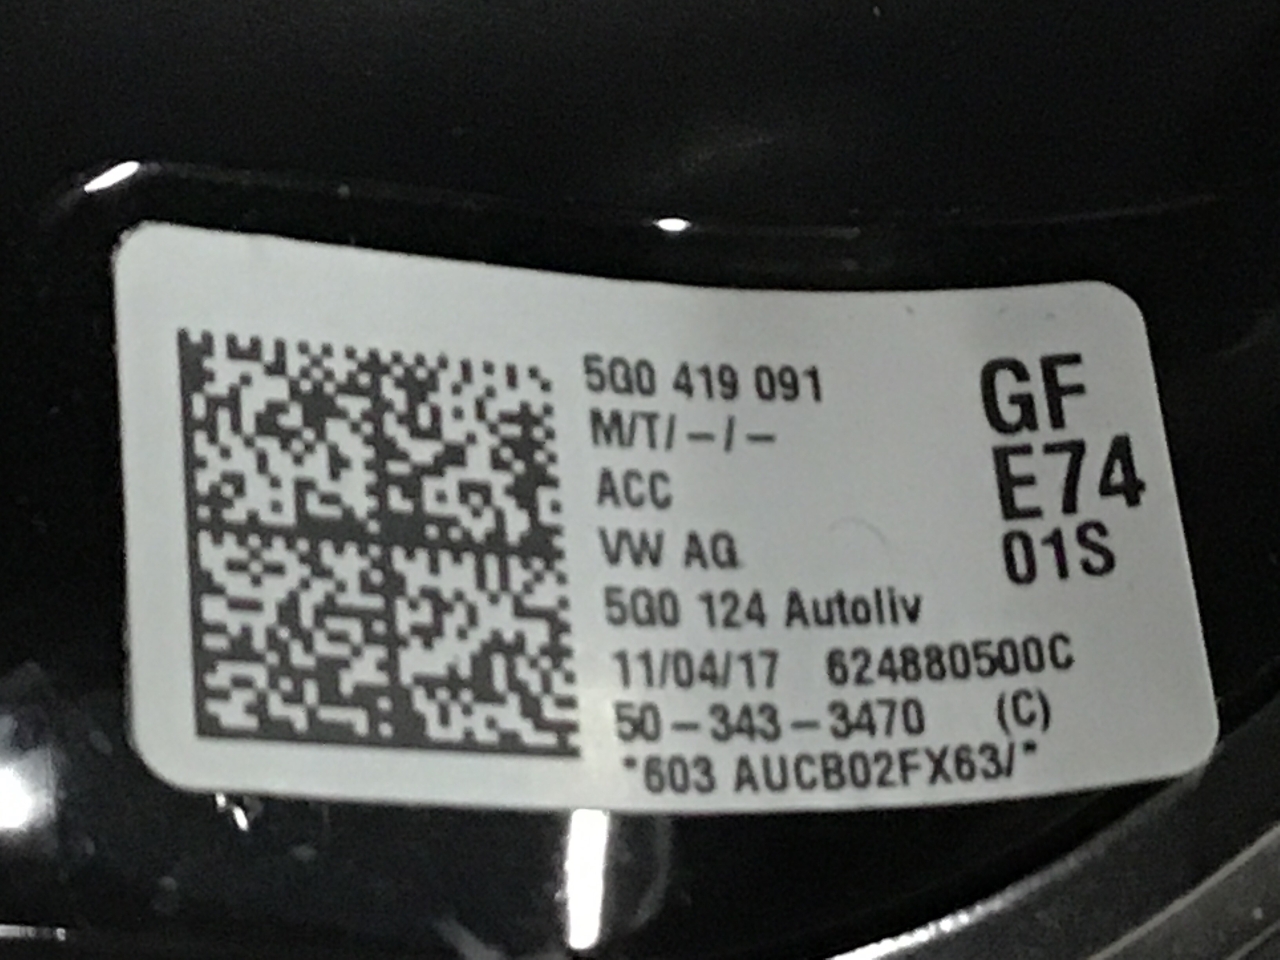 5Q0 419 091
M/T/-/-
ACC
VW AG
5G0 124 Autoliv
11/04/17 624880500C
50-343-3470 (C)
*603 AUCB02FX63/*
GF
E74
01S